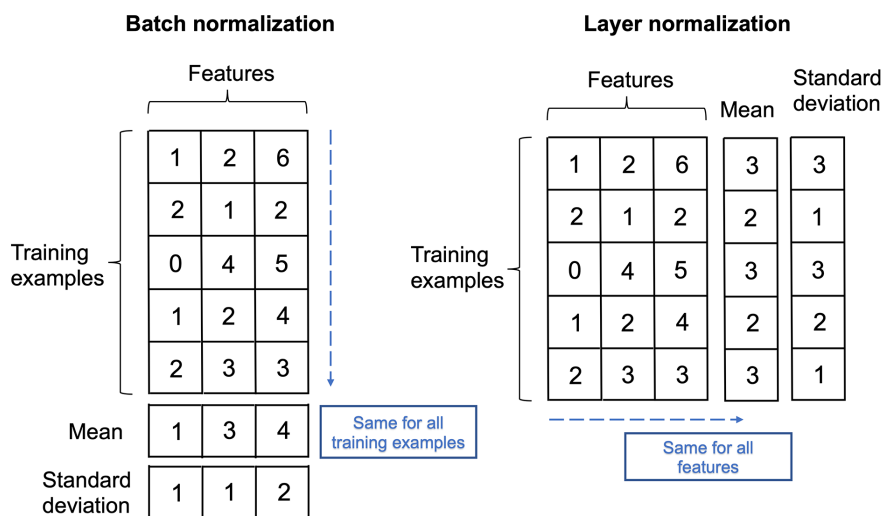 Batch normalization
Features
Training
examples
1 2 6
2 1 2
0 4 5
1 2 4
2 3 3
Mean
1 3 4
Standard
deviation
1 1 2
Same for all
training examples
Layer normalization
Features
Mean
Standard
deviation
Training
examples
1 2 6 3 3
2 1 2 2 1
0 4 5 3 3
1 2 4 2 2
2 3 3 3 1
Same for all
features